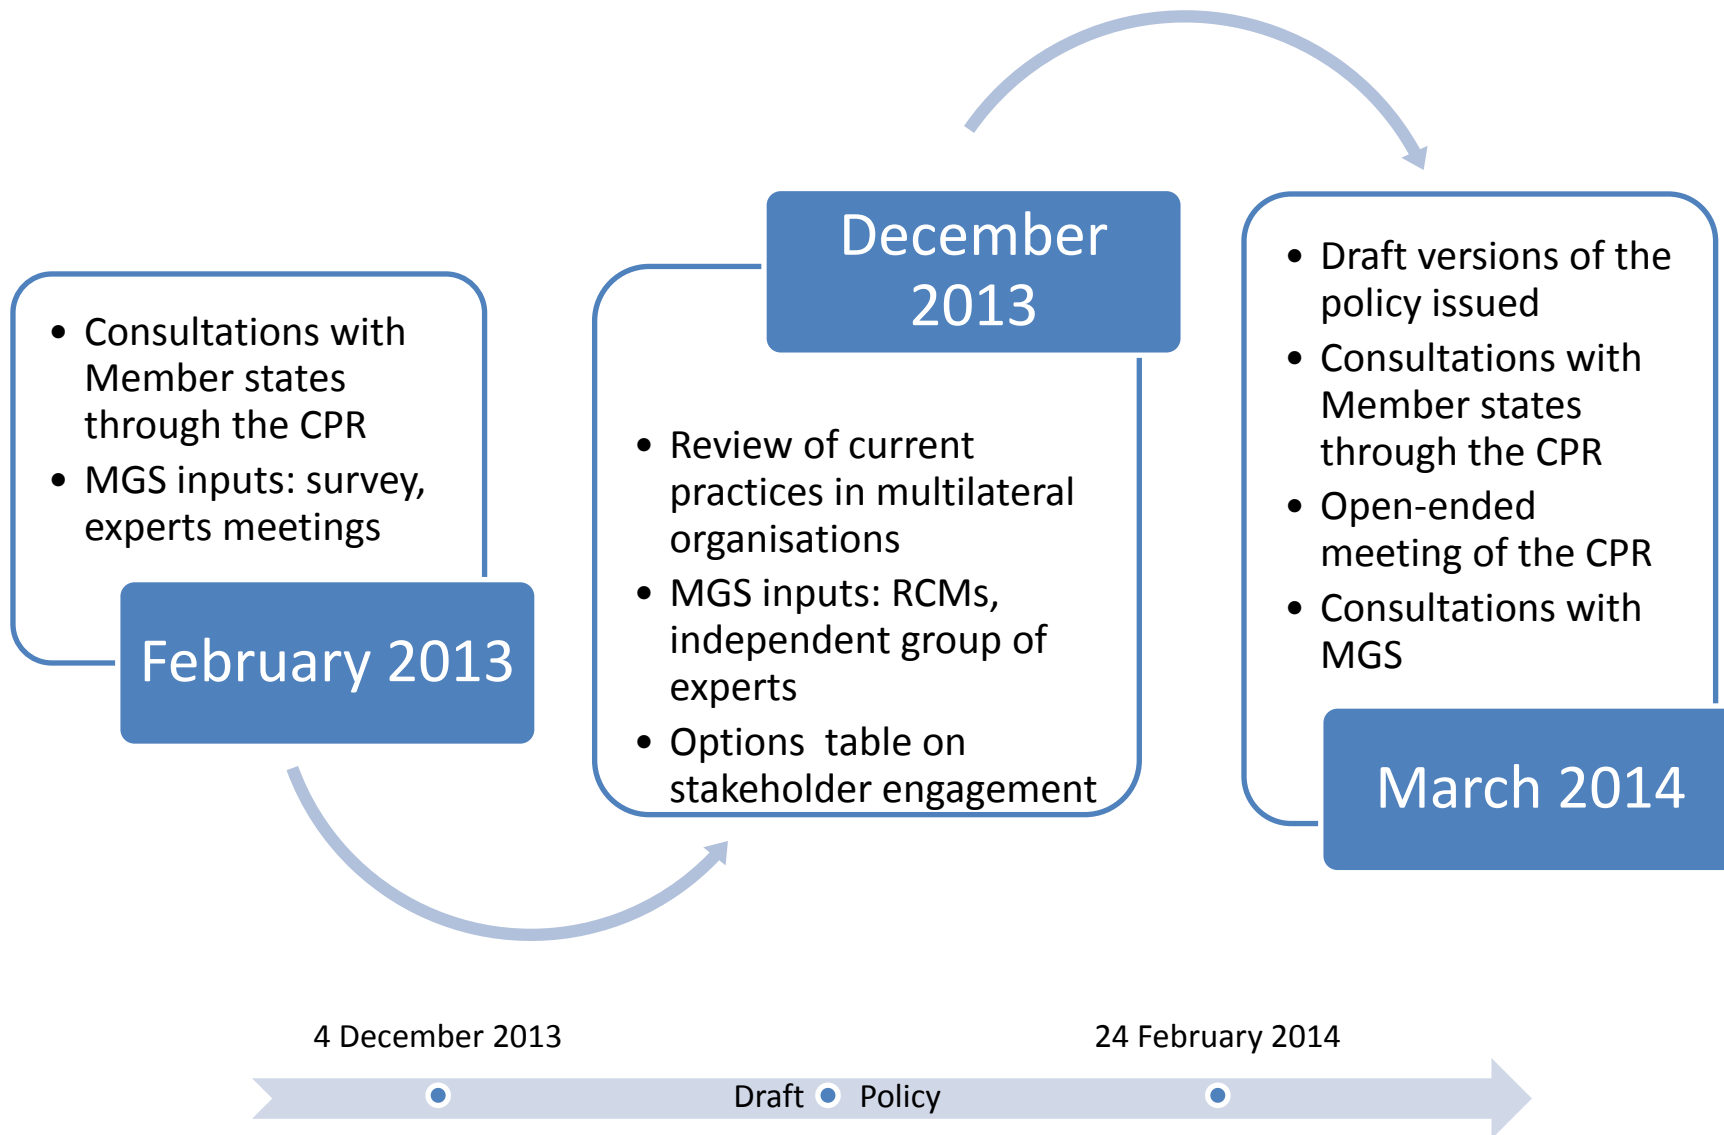 • Consultations with
Member states
through the CPR
• MGS inputs: survey,
experts meetings
February 2013
December
2013
• Review of current
practices in multilateral
organisations
• MGS inputs: RCMs,
independent group of
experts
• Options  table on
stakeholder engagement
• Draft versions of the
policy issued
• Consultations with
Member states
through the CPR
• Open-ended
meeting of the CPR
• Consultations with
MGS
March 2014
4 December 2013
24 February 2014
Draft Policy